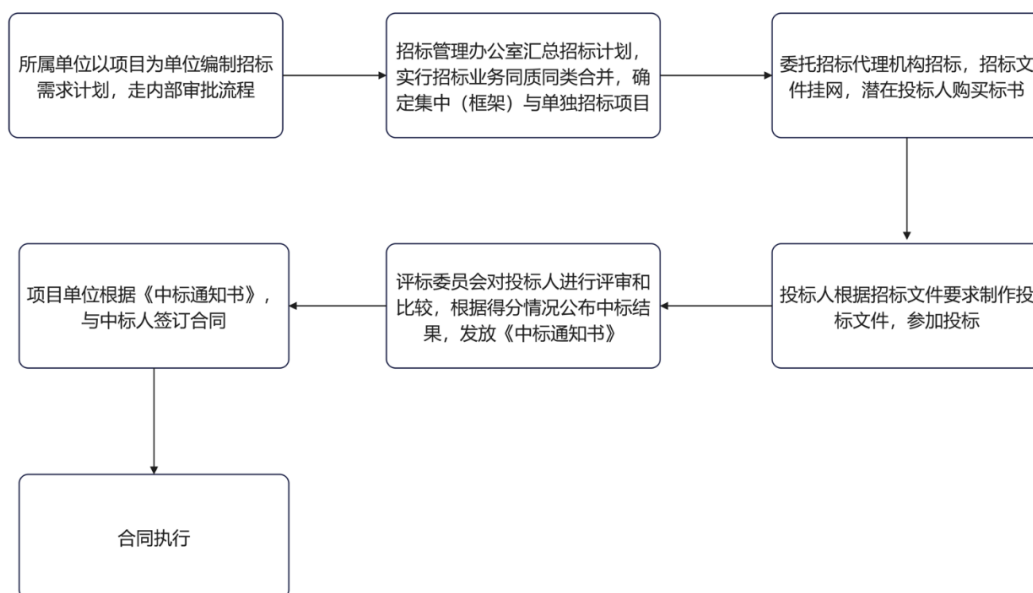 所属单位以项目为单位编制招标
需求计划，走内部审批流程
招标管理办公室汇总招标计划，
实行招标业务同质同类合并，确
定集中（框架）与单独招标项目
委托招标代理机构招标，招标文
件挂网，潜在投标人购买标书
投标人根据招标文件要求制作投
标文件，参加投标
评标委员会对投标人进行评审和
比较，根据得分情况公布中标结
果，发放《中标通知书》
项目单位根据《中标通知书》，
与中标人签订合同
合同执行